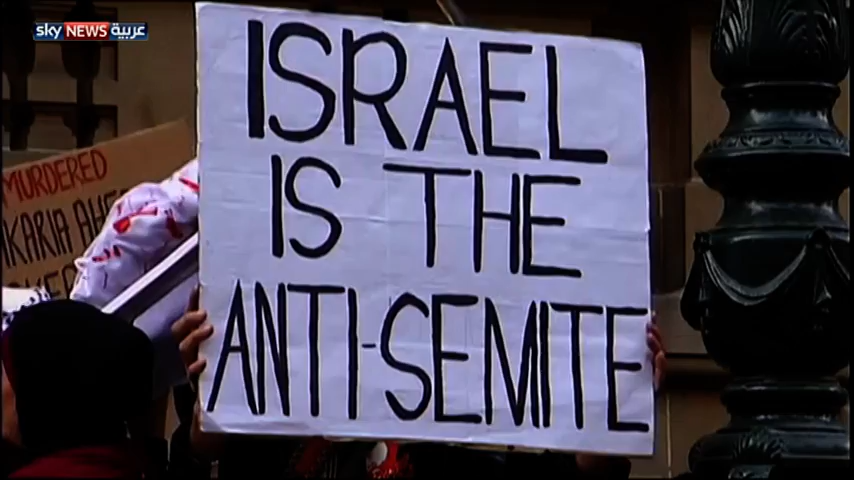 sky NEWS عربية
ISRAEL
IS THE
ANTI-SEMITE
MURDERED